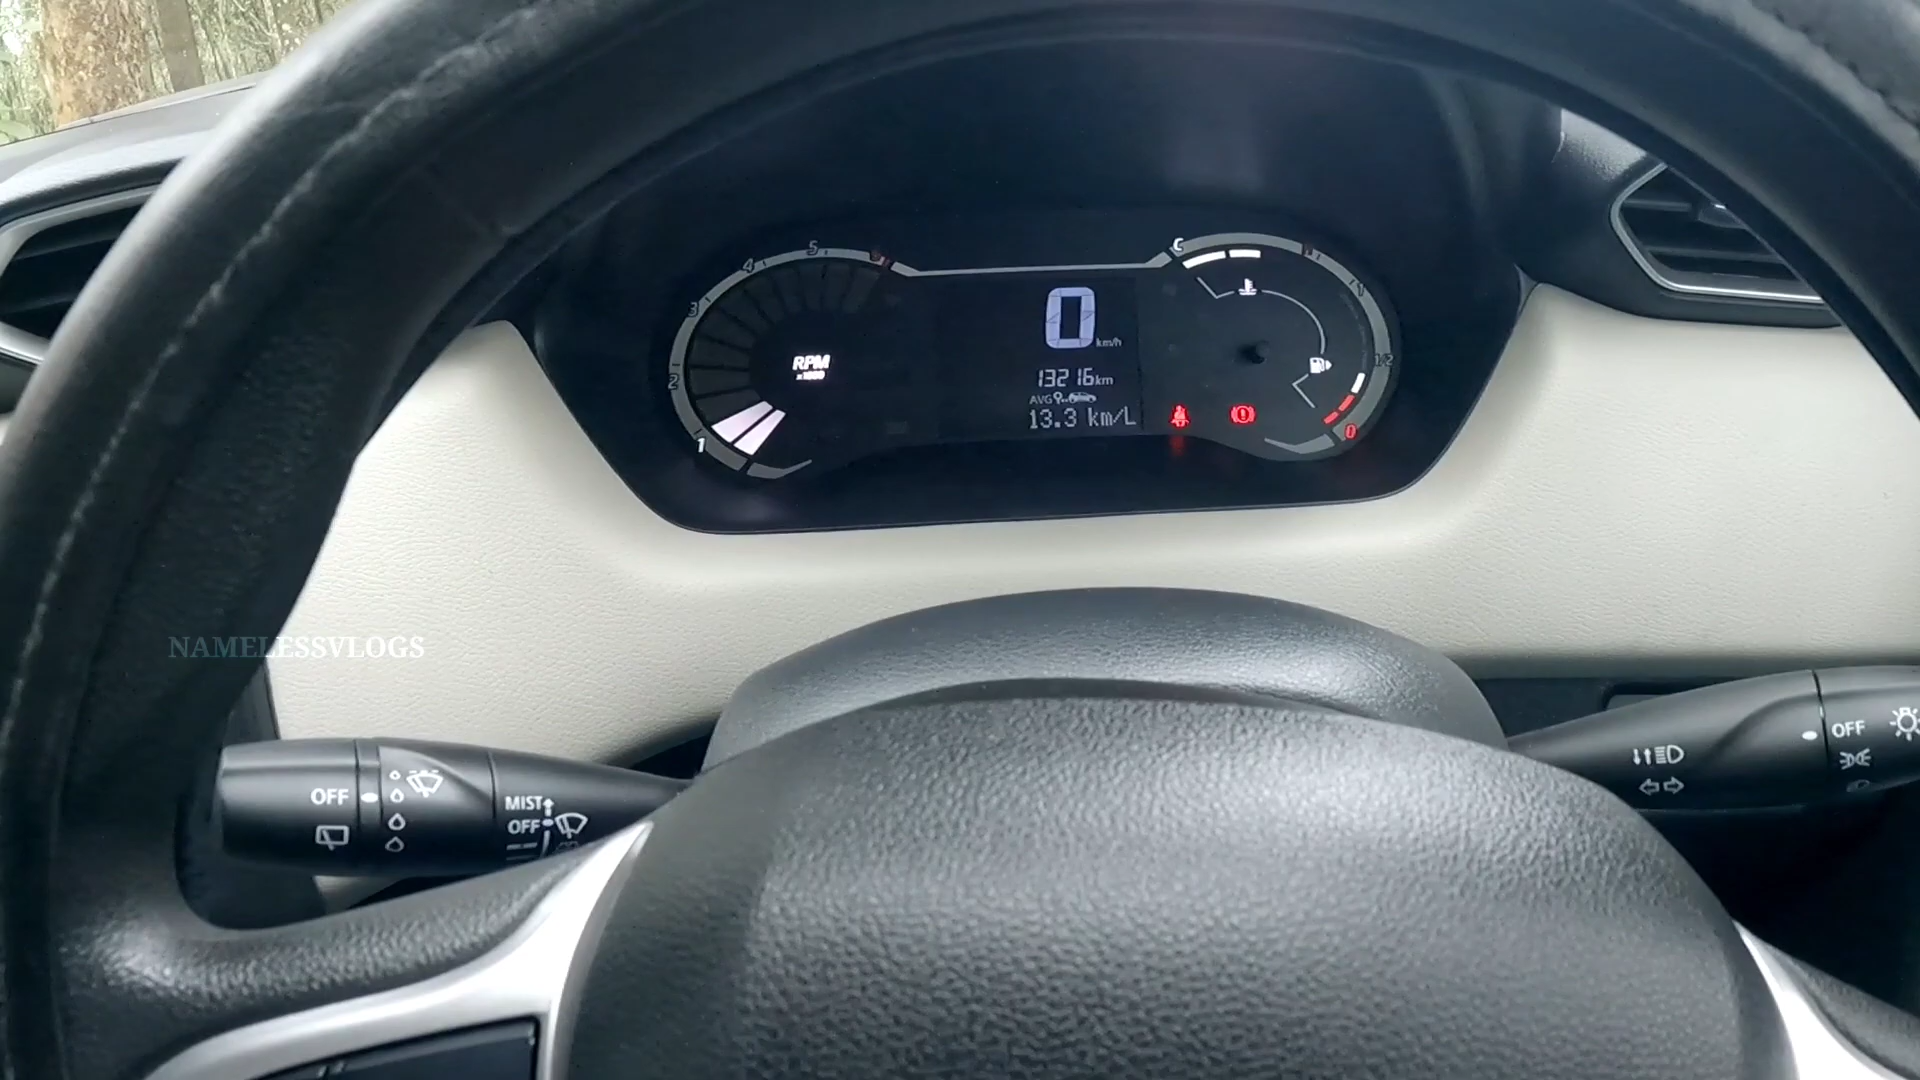 5
C
4
3
0
km/h
1
RPM
x1000
1/2
2
13216km
AVG
13.3 km/L
1
0
NAMELESSVLOGS
OFF
OFF
MIST
OFF